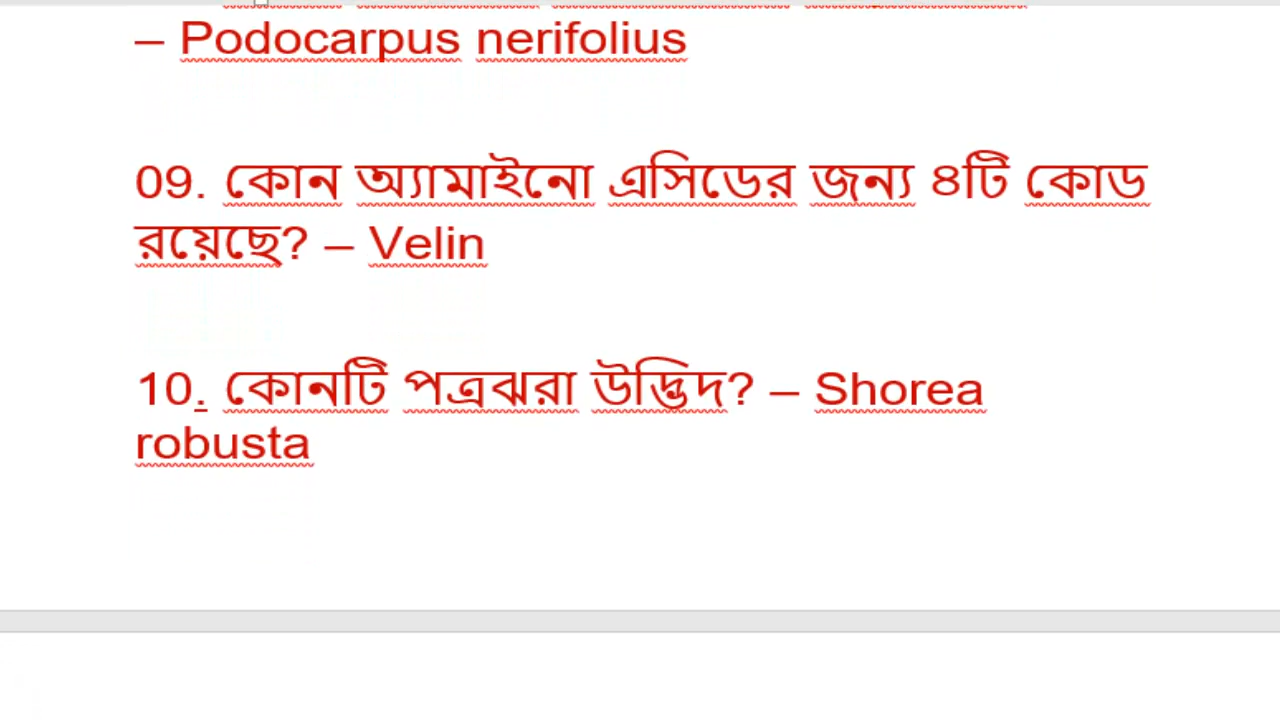 – Podocarpus nerifolius
09. কোন অ্যামাইনো এসিডের জন্য ৪টি কোড
রয়েছে? – Velin
10. কোনটি পত্রঝরা উদ্ভিদ? – Shorea
robusta